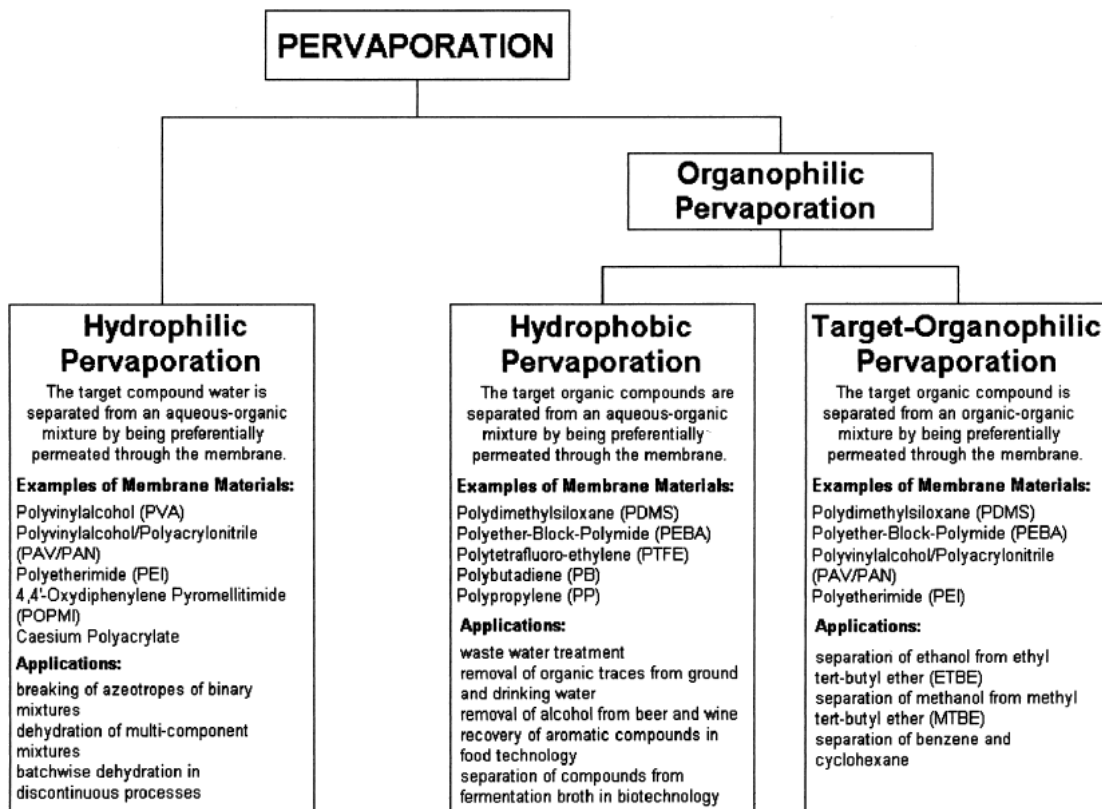 PERVAPORATION
Organophilic
Pervaporation
Hydrophilic
Pervaporation
The target compound water is
separated from an aqueous-organic
mixture by being preferentially
permeated through the membrane.
Examples of Membrane Materials:
Polyvinylalcohol (PVA)
Polyvinylalcohol/Polyacrylonitrile
(PAV/PAN)
Polyetherimide (PEI)
4,4'-Oxydiphenylene Pyromellitimide
(POPMI)
Caesium Polyacrylate
Applications:
breaking of azeotropes of binary
mixtures
dehydration of multi-component
mixtures
batchwise dehydration in
discontinuous processes
Hydrophobic
Pervaporation
The target organic compounds are
separated from an aqueous-organic
mixture by being preferentially
permeated through the membrane.
Examples of Membrane Materials:
Polydimethylsiloxane (PDMS)
Polyether-Block-Polymide (PEBA)
Polytetrafluoro-ethylene (PTFE)
Polybutadiene (PB)
Polypropylene (PP)
Applications:
waste water treatment
removal of organic traces from ground
and drinking water
removal of alcohol from beer and wine
recovery of aromatic compounds in
food technology
separation of compounds from
fermentation broth in biotechnology
Target-Organophilic
Pervaporation
The target organic compound is
separated from an organic-organic
mixture by being preferentially
permeated through the membrane.
Examples of Membrane Materials:
Polydimethylsiloxane (PDMS)
Polyether-Block-Polymide (PEBA)
Polyvinylalcohol/Polyacrylonitrile
(PAV/PAN)
Polyetherimide (PEI)
Applications:
separation of ethanol from ethyl
tert-butyl ether (ETBE)
separation of methanol from methyl
tert-butyl ether (MTBE)
separation of benzene and
cyclohexane